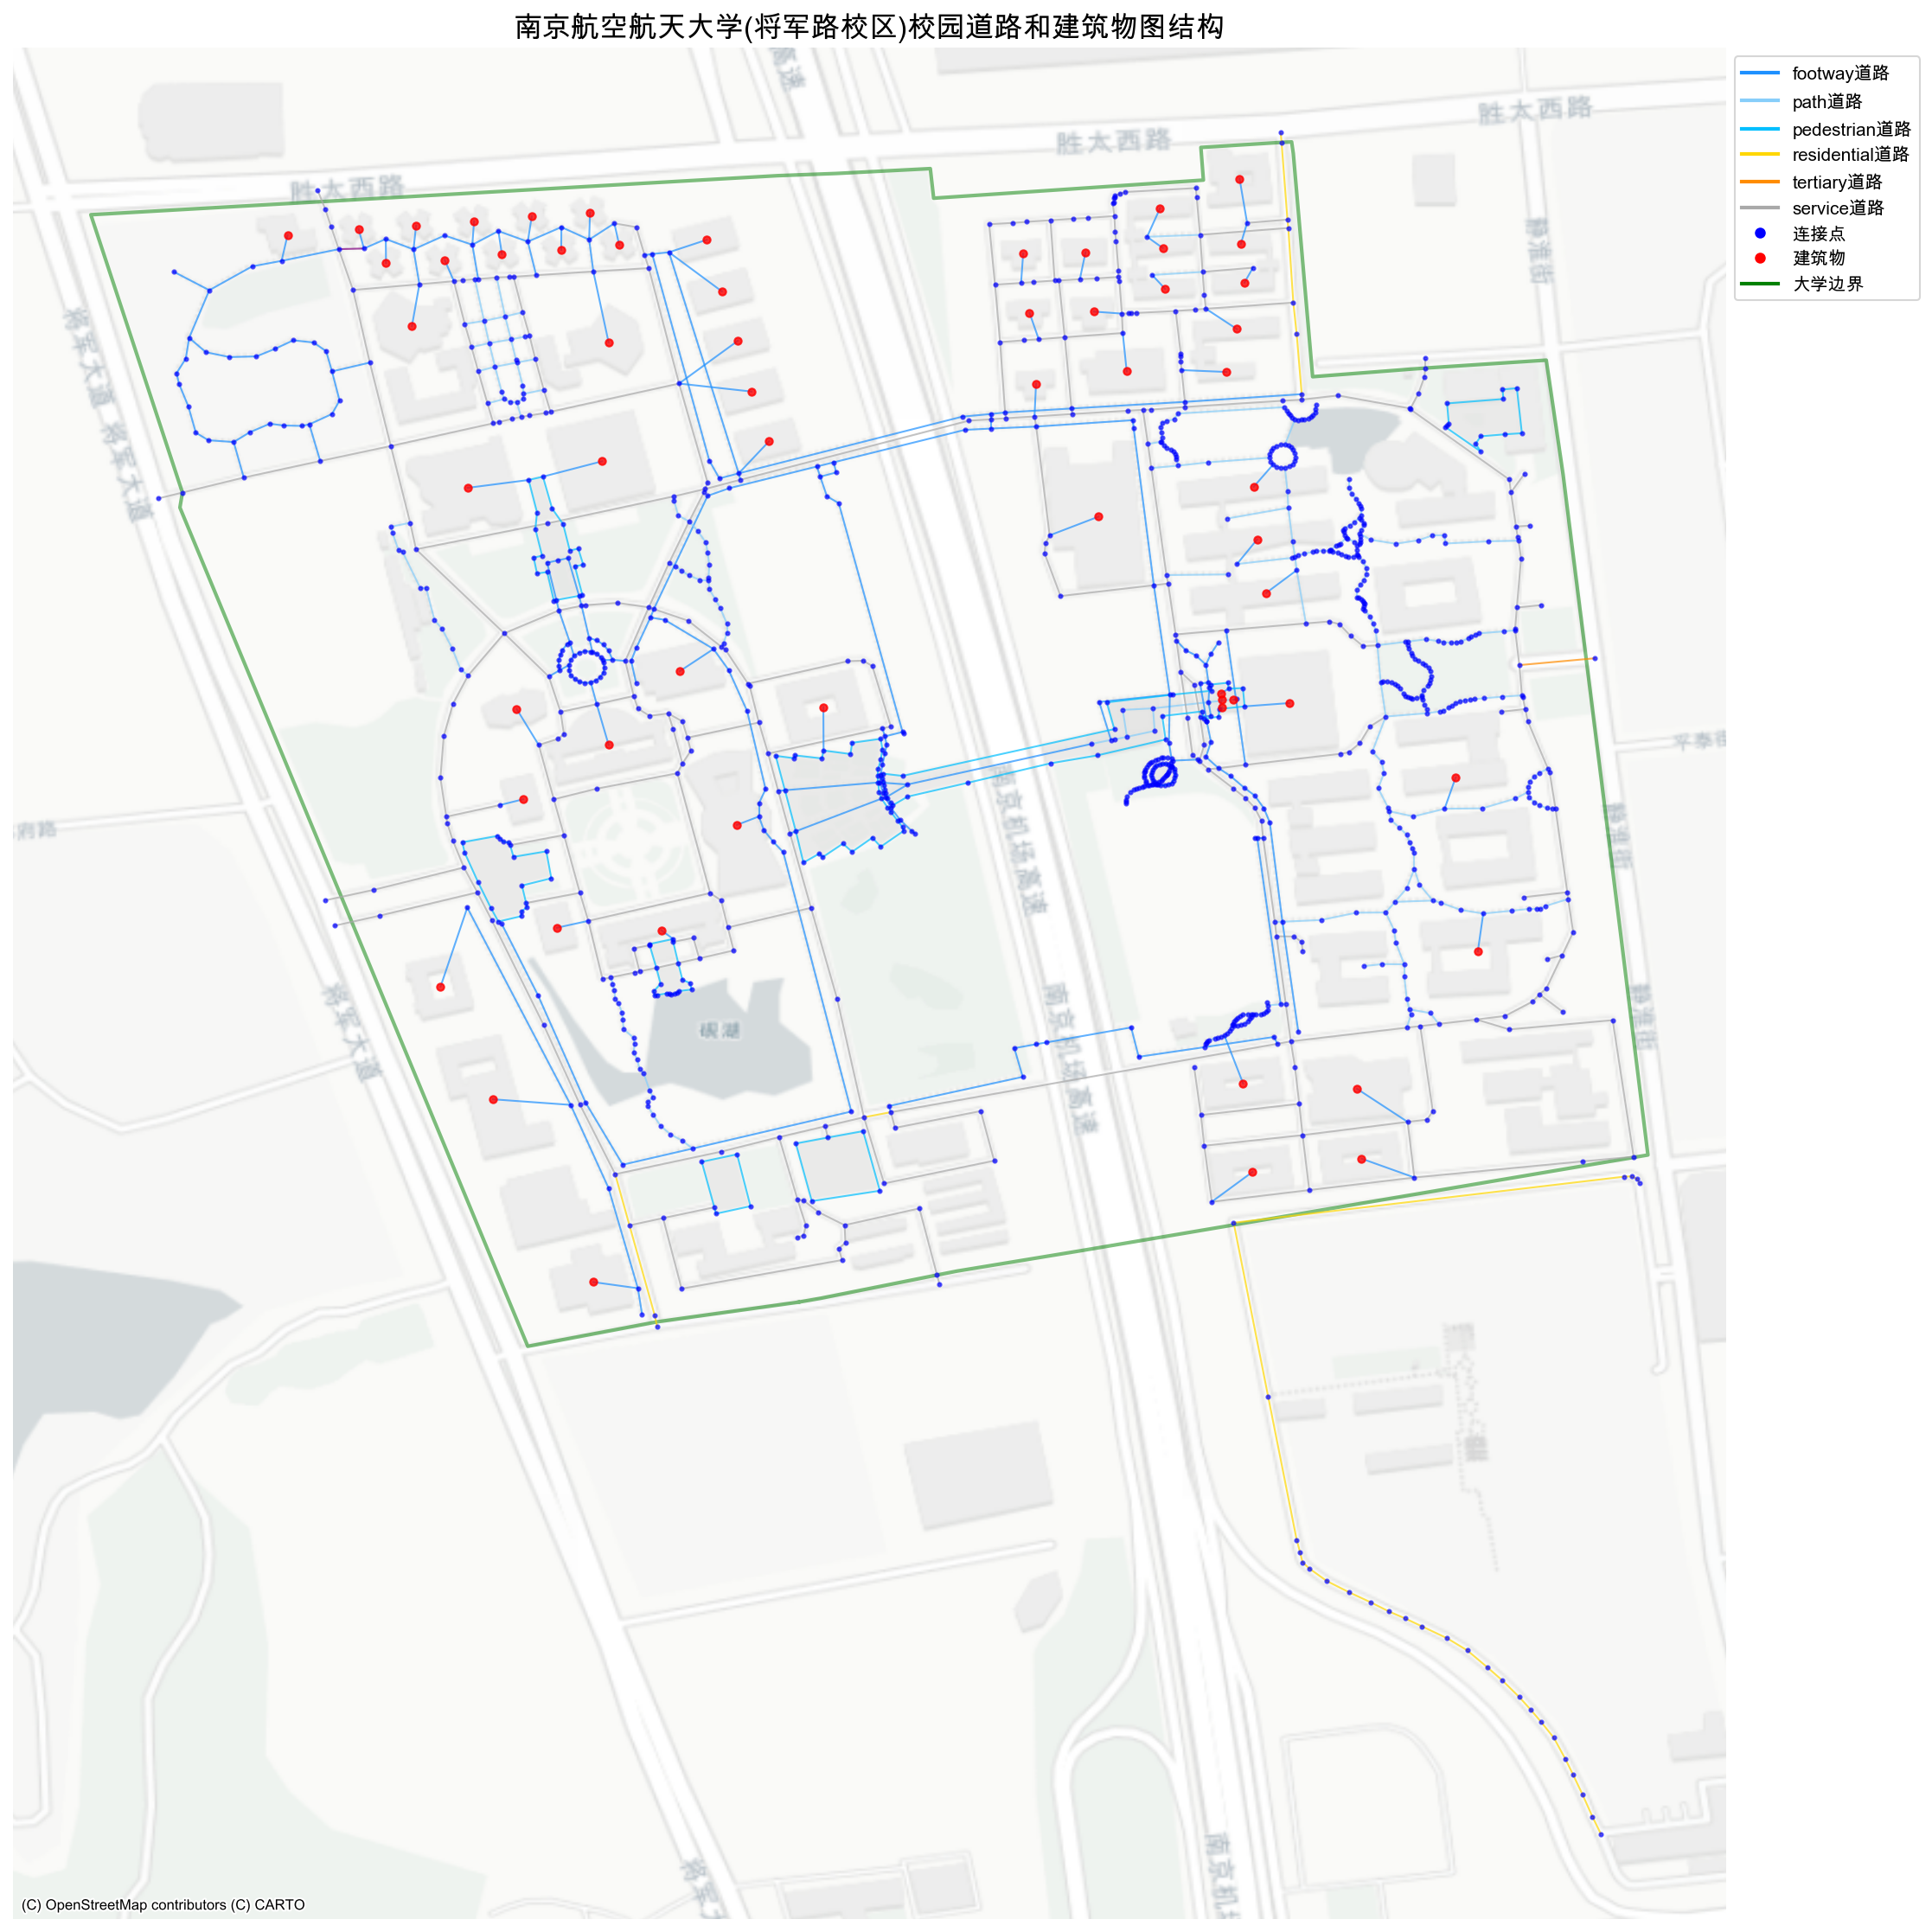 南京航空航天大学(将军路校区)校园道路和建筑物图结构
footway道路
path道路
pedestrian道路
residential道路
tertiary道路
service道路
连接点
建筑物
大学边界
高速
胜太西路
胜太西路
胜太西路
静淮街
将军大道
将军大道
平泰街
南京机场高速
静淮街
府路
砚湖
将军大道
南京机场高速
静淮街
南京机场
将军大
(C) OpenStreetMap contributors (C) CARTO